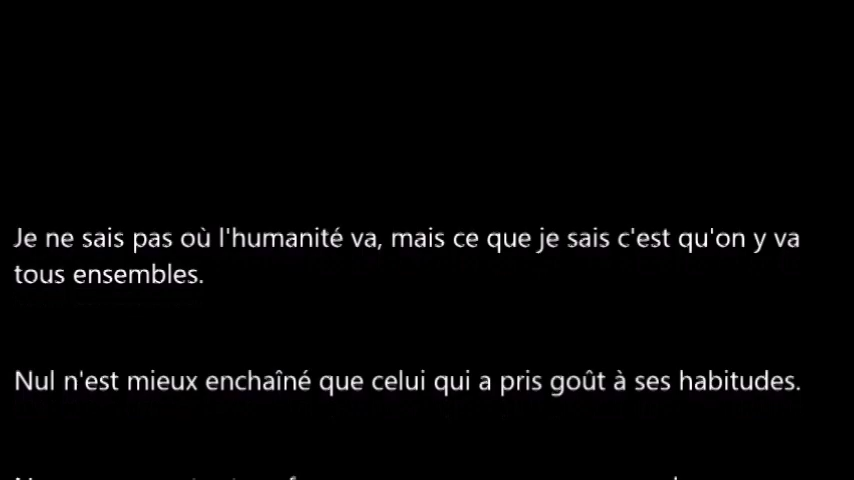 Je ne sais pas où l'humanité va, mais ce que je sais c'est qu'on y va
tous ensembles.
Nul n'est mieux enchaîné que celui qui a pris goût à ses habitudes.